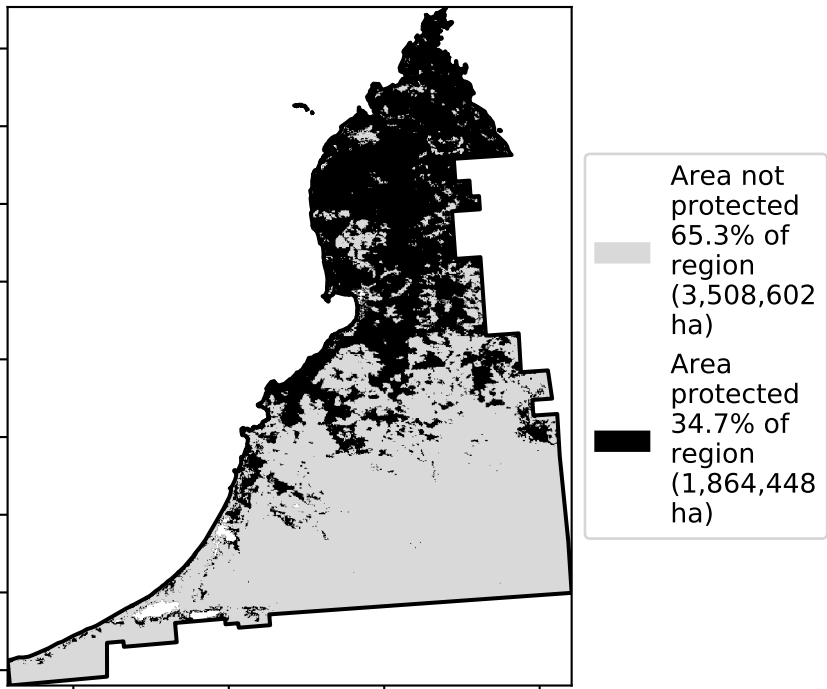 Area not
protected
65.3% of
region
(3,508,602
ha)
Area
protected
34.7% of
region
(1,864,448
ha)